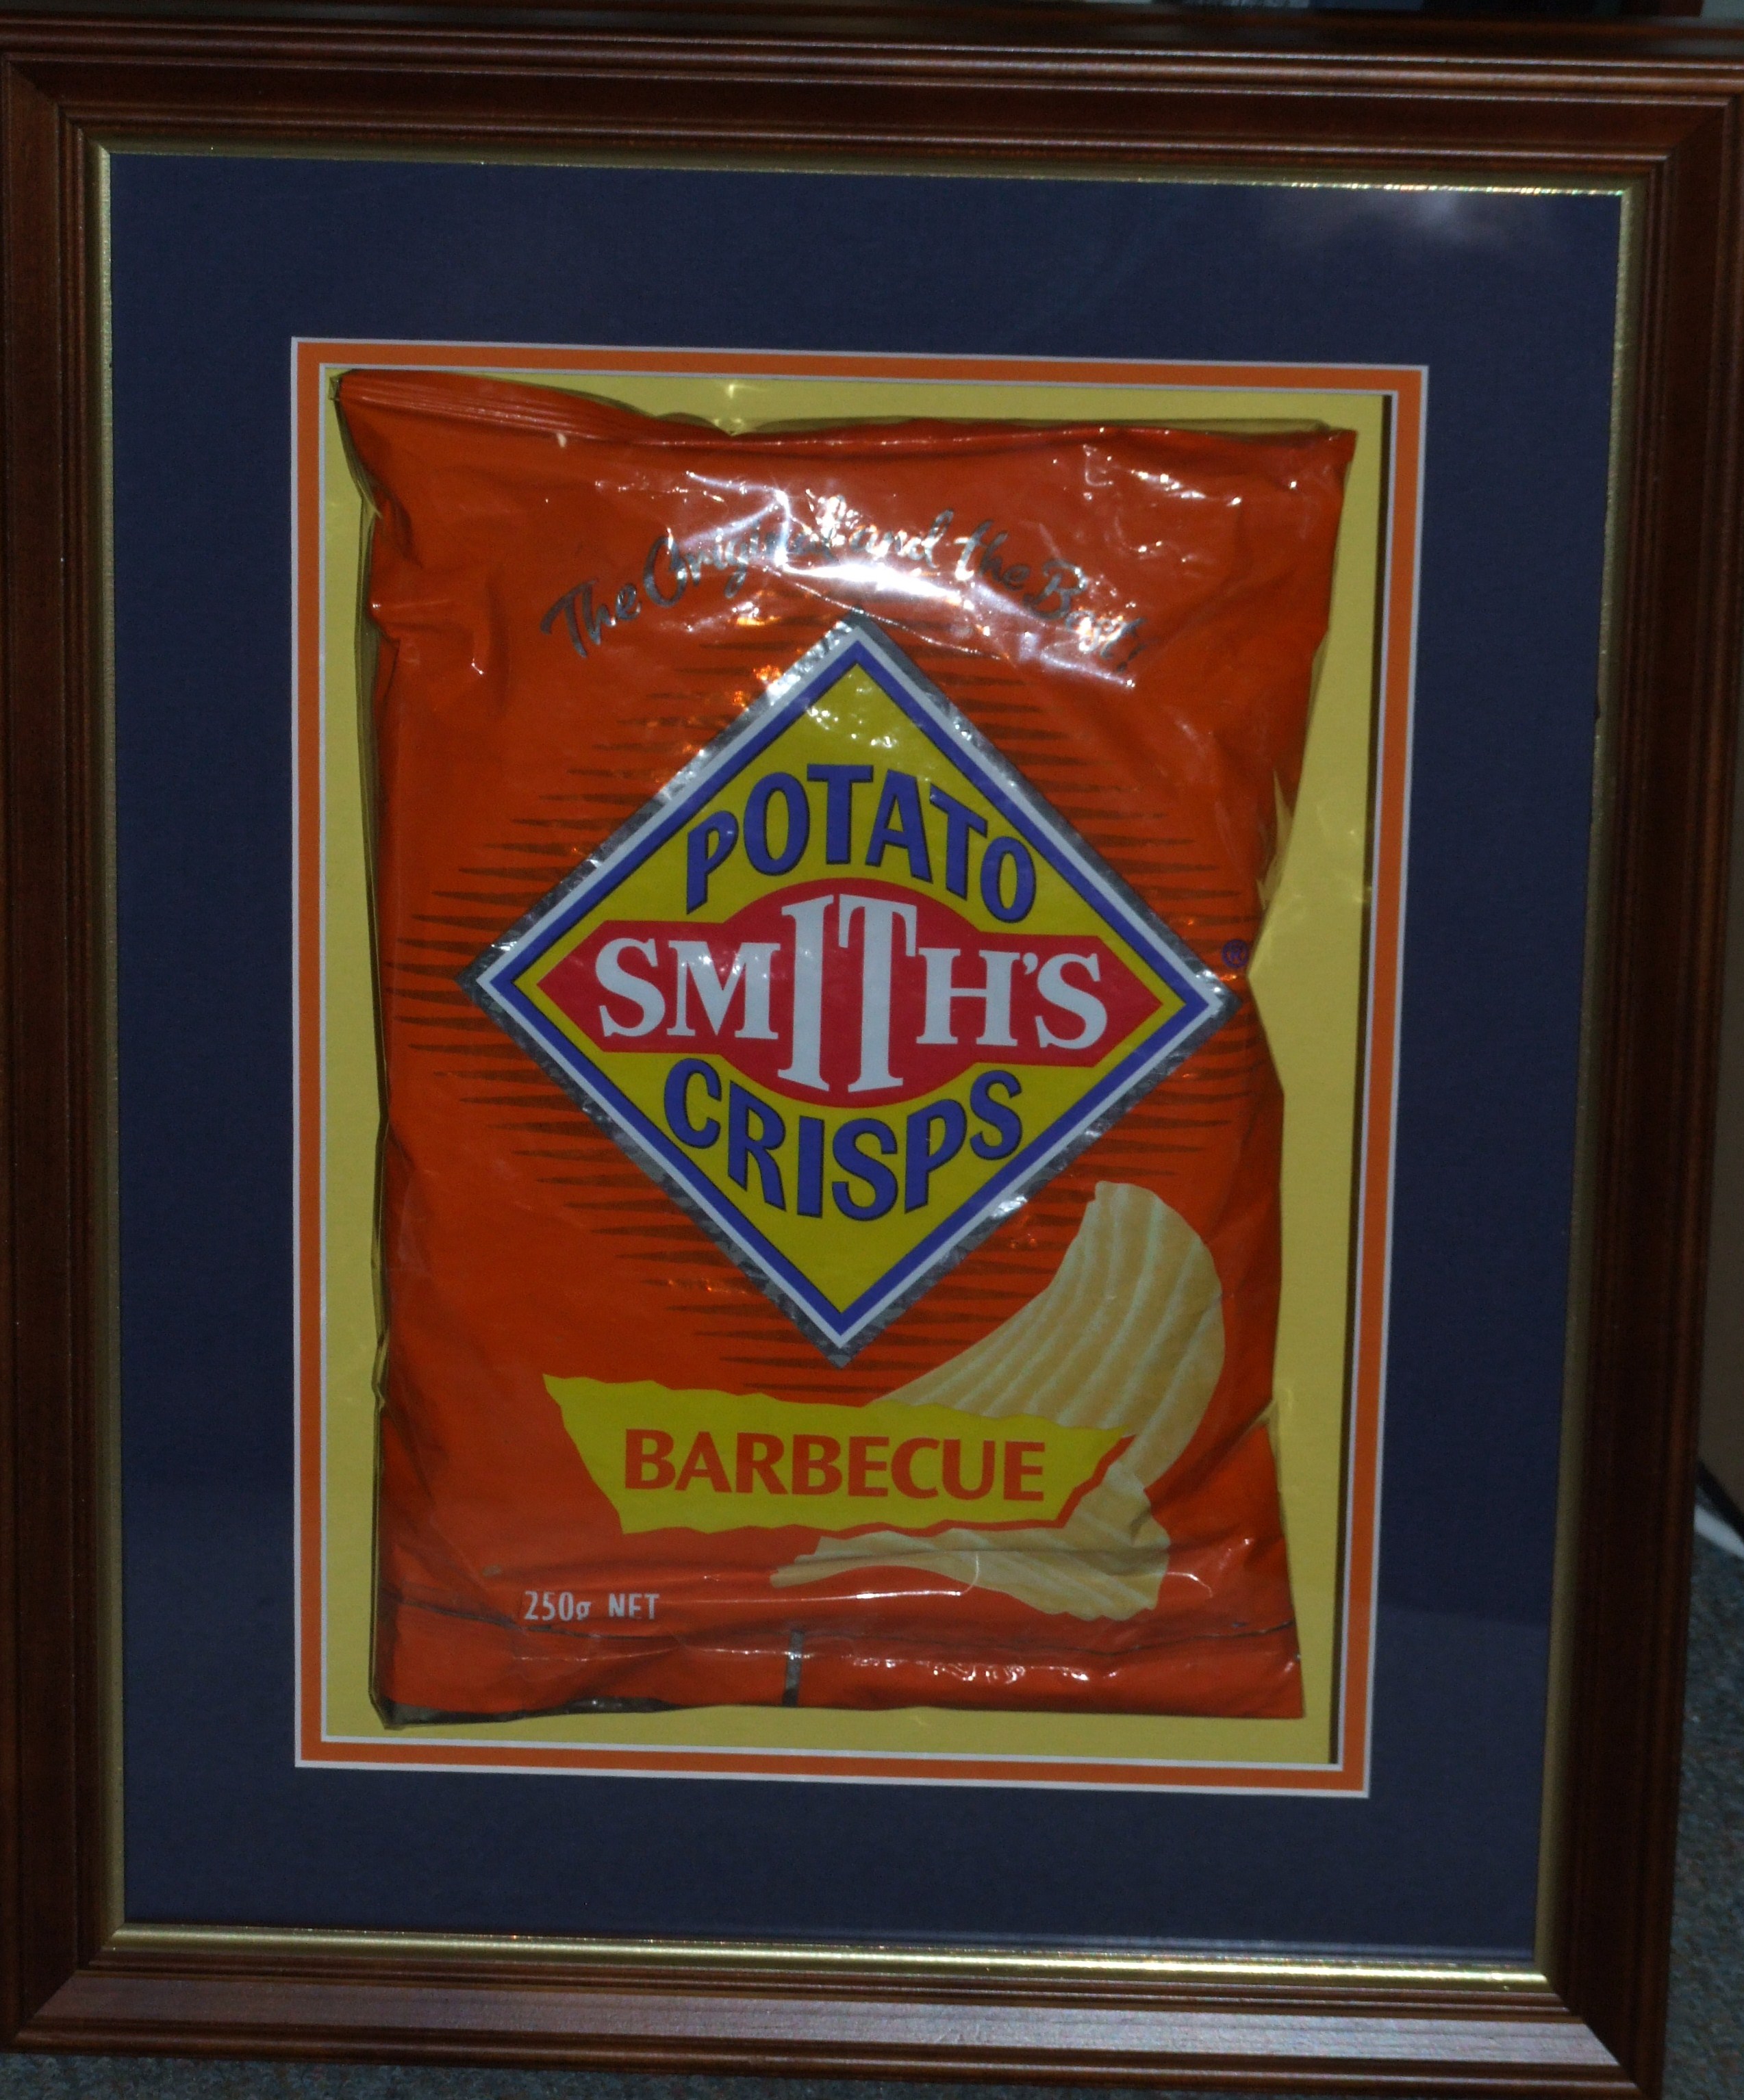 The Original and the Best!
POTATO
SMITH'S
®
CRISPS
BARBECUE
250g NET